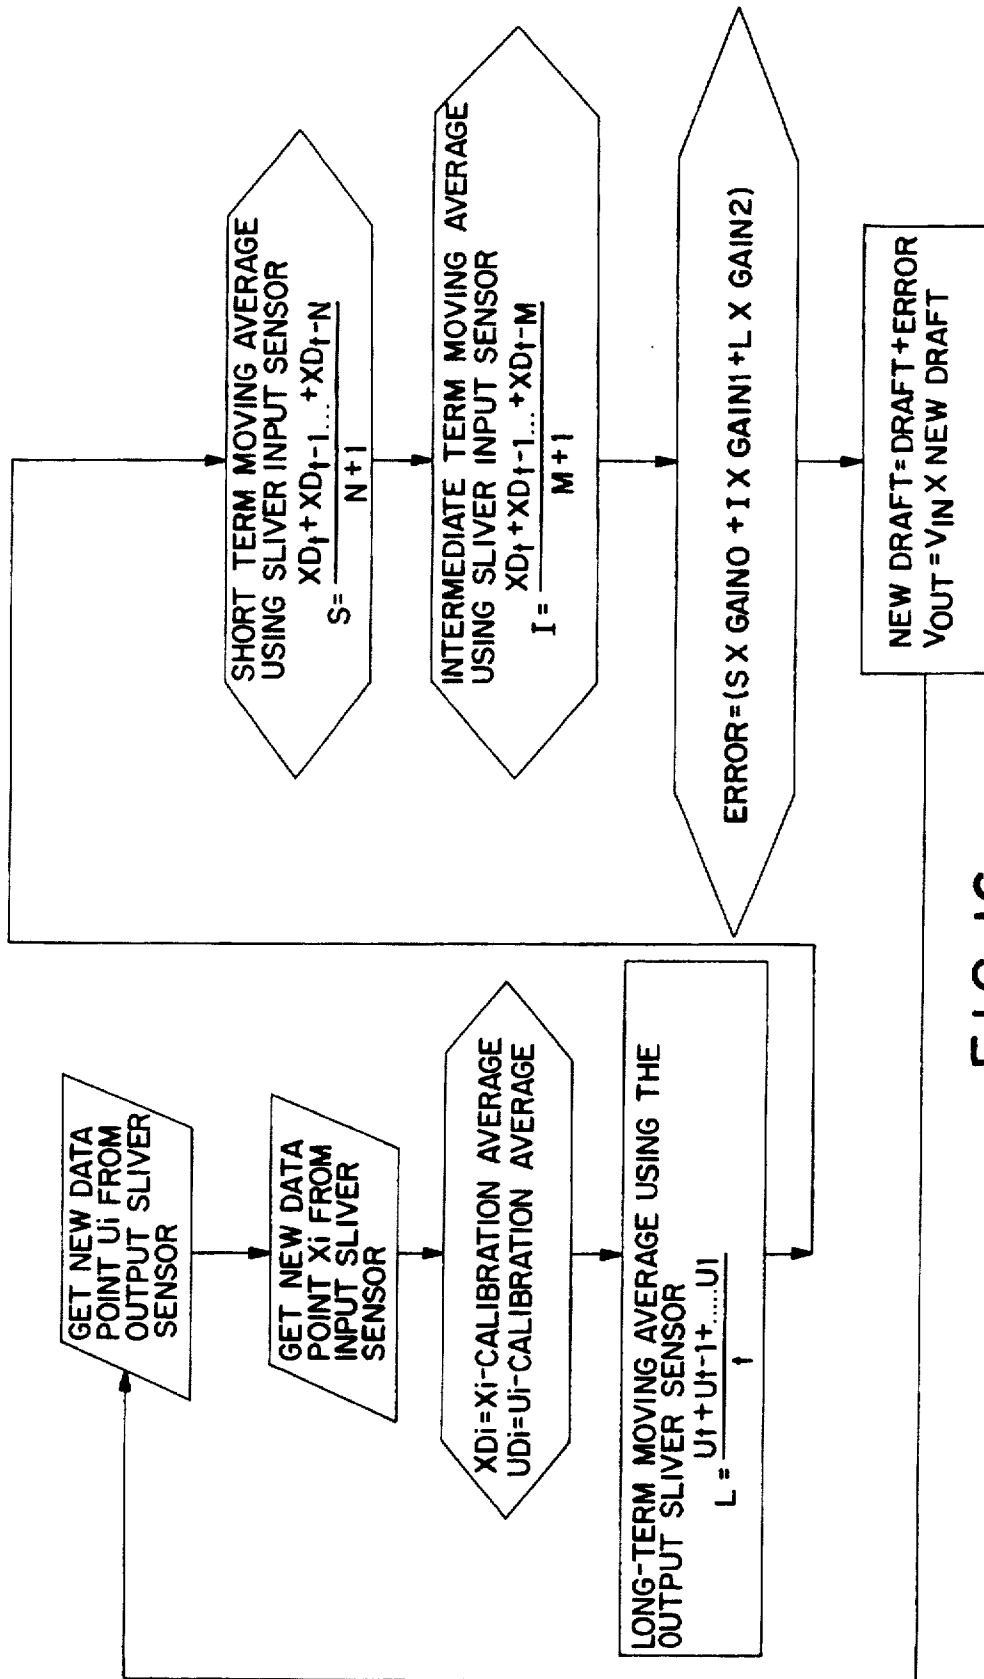 GET NEW DATA
POINT Ui FROM
OUTPUT SLIVER
SENSOR
GET NEW DATA
POINT Xi FROM
INPUT SLIVER
SENSOR
XDi=Xi-CALIBRATION AVERAGE
UDi=Ui-CALIBRATION AVERAGE
LONG-TERM MOVING AVERAGE USING THE
OUTPUT SLIVER SENSOR
L = Ut+Ut-1+.....U1
t
SHORT TERM MOVING AVERAGE
USING SLIVER INPUT SENSOR
S= XDt+XDt-1... +XDt-N
N+1
INTERMEDIATE TERM MOVING AVERAGE
USING SLIVER INPUT SENSOR
I= XDt+XDt-1... +XDt-M
M+1
ERROR=(S X GAIN0 +I X GAIN1+L X GAIN2)
NEW DRAFT=DRAFT+ERROR
VOUT=VIN X NEW DRAFT